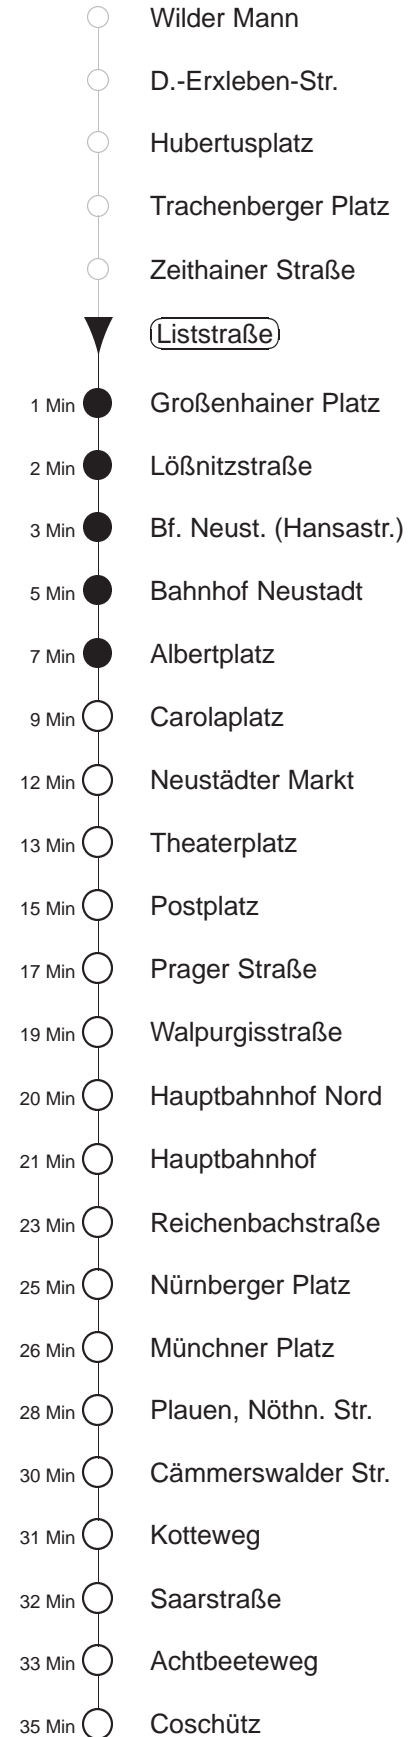 Wilder Mann
D.-Erxleben-Str.
Hubertusplatz
Trachenberger Platz
Zeithainer Straße
Liststraße
1 Min Großenhainer Platz
2 Min Lößnitzstraße
3 Min Bf. Neust. (Hansastr.)
5 Min Bahnhof Neustadt
7 Min Albertplatz
9 Min Carolaplatz
12 Min Neustädter Markt
13 Min Theaterplatz
15 Min Postplatz
17 Min Prager Straße
19 Min Walpurgisstraße
20 Min Hauptbahnhof Nord
21 Min Hauptbahnhof
23 Min Reichenbachstraße
25 Min Nürnberger Platz
26 Min Münchner Platz
28 Min Plauen, Nöthn. Str.
30 Min Cämmerswalder Str.
31 Min Kotteweg
32 Min Saarstraße
33 Min Achtbeeteweg
35 Min Coschütz